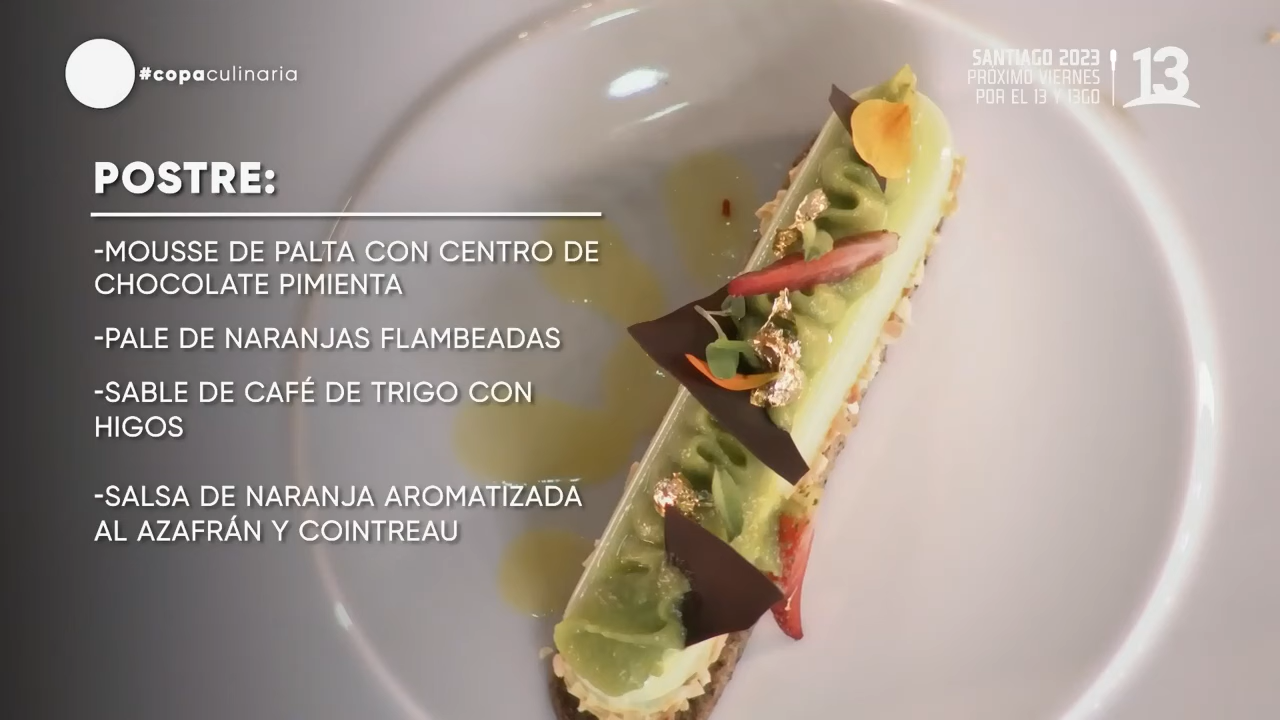 #copaculinaria
SANTIAGO 2023
PRÓXIMO VIERNES
POR EL 13 Y 13GO
13
POSTRE:
-MOUSSE DE PALTA CON CENTRO DE
CHOCOLATE PIMIENTA
-PALE DE NARANJAS FLAMBEADAS
-SABLE DE CAFÉ DE TRIGO CON
HIGOS
-SALSA DE NARANJA AROMATIZADA
AL AZAFRÁN Y COINTREAU